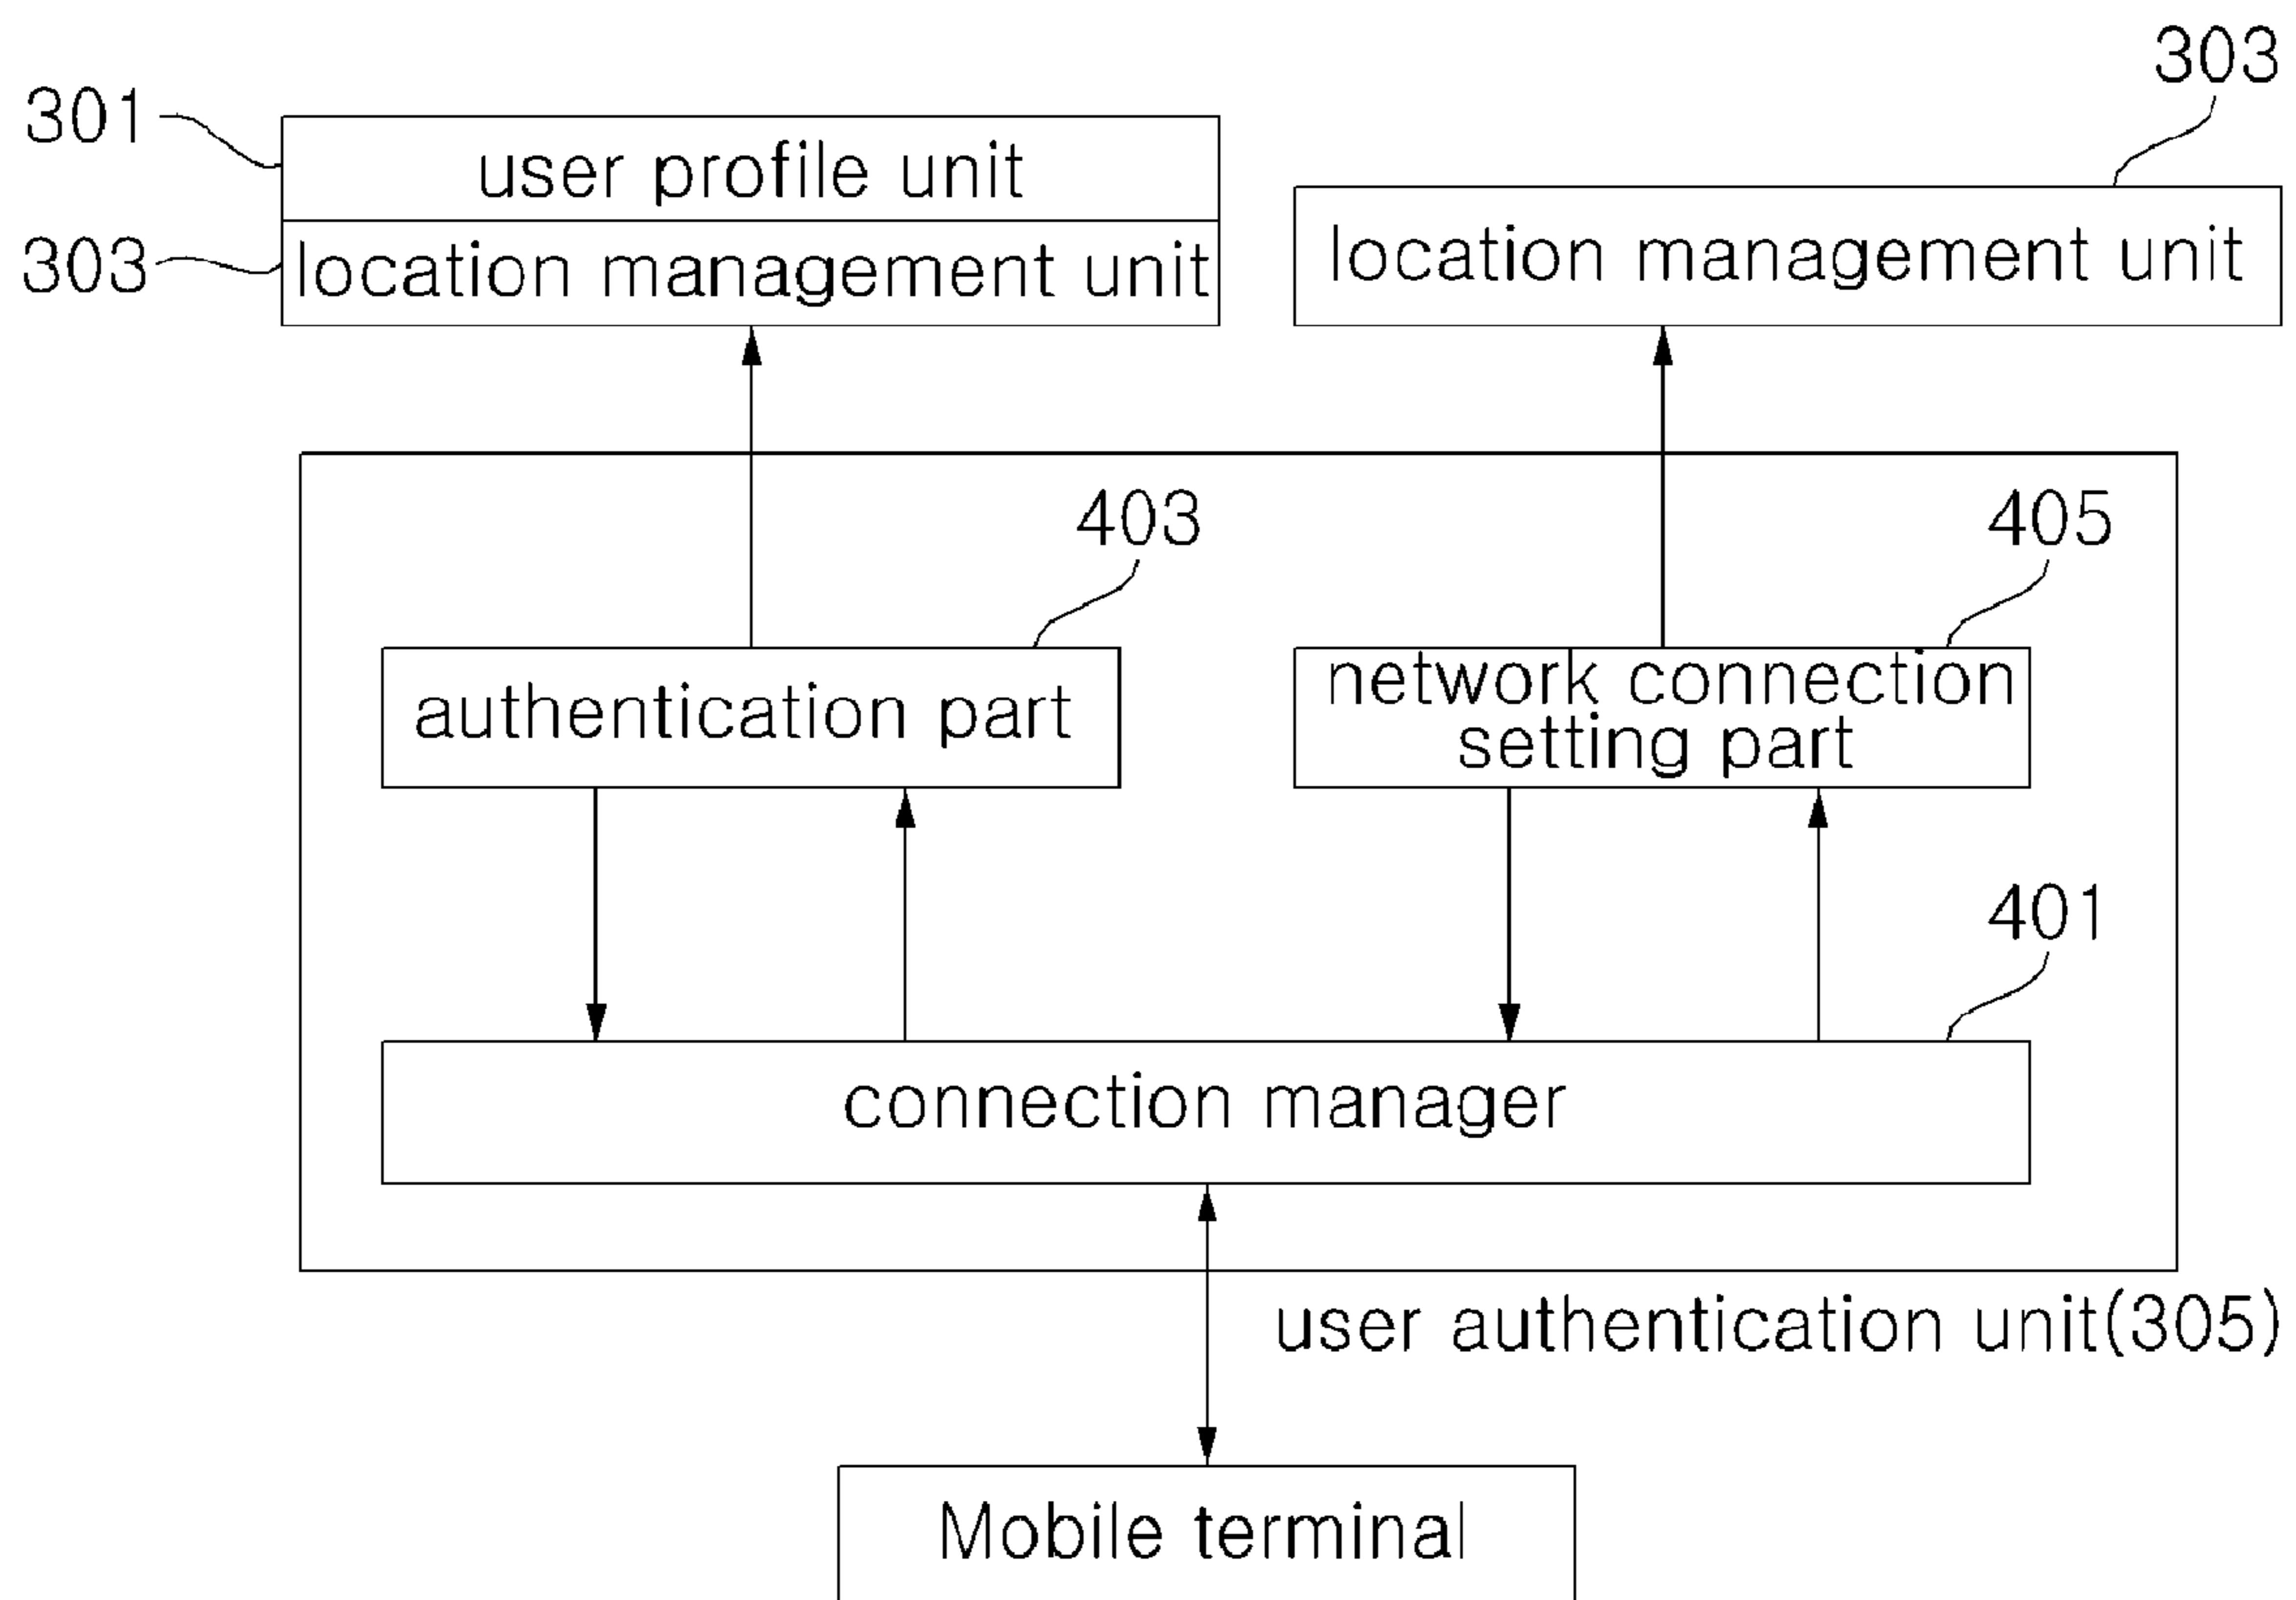 303
301
user profile unit
303
location management unit
location management unit
403
405
authentication part
network connection
setting part
401
connection manager
user authentication unit(305)
Mobile terminal